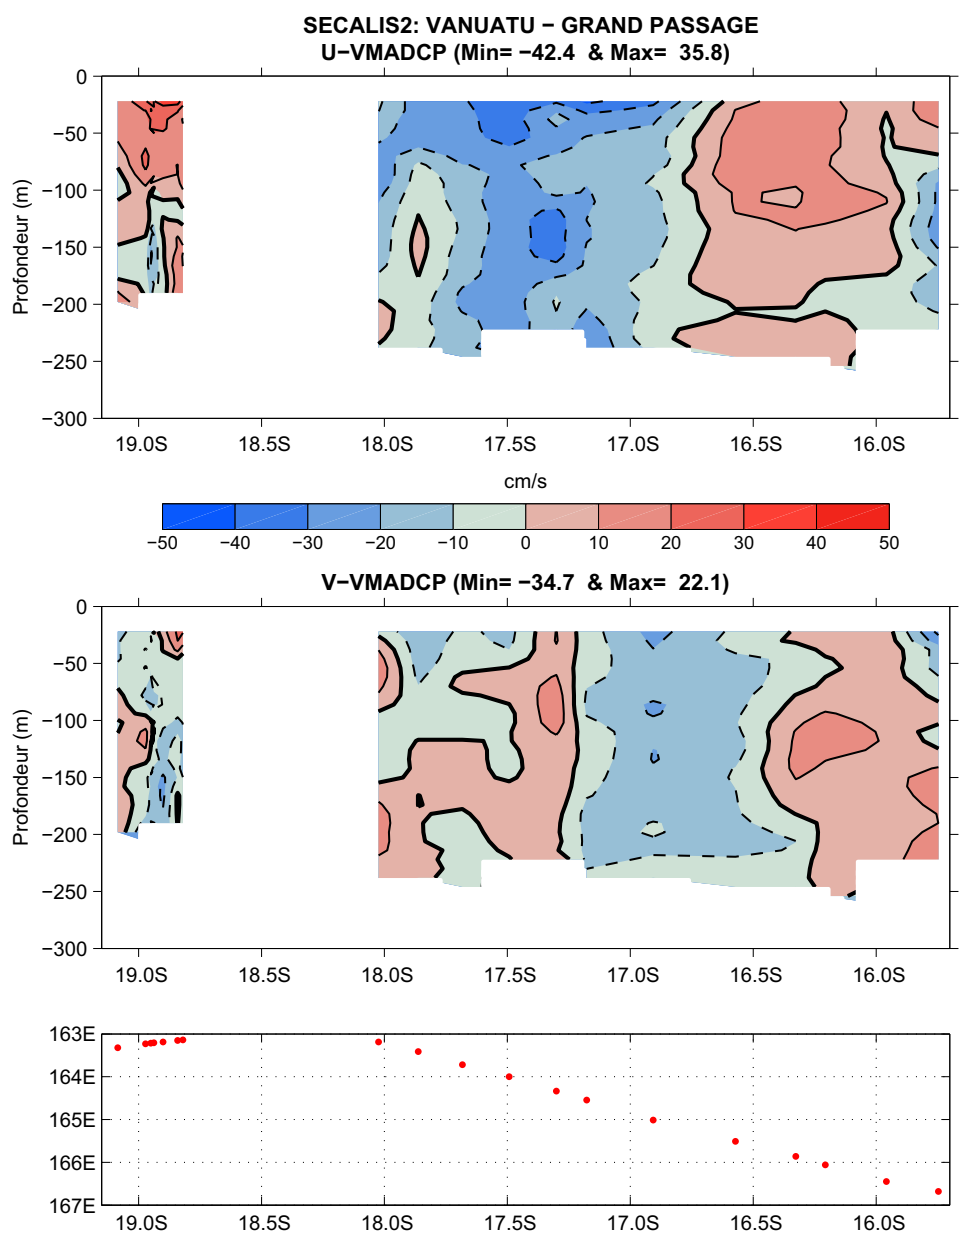 SECALIS2: VANUATU − GRAND PASSAGE
U−VMADCP (Min= −42.4 & Max= 35.8)
0
−50
−100
−150
−200
−250
−300
Profondeur (m)
19.0S 18.5S 18.0S 17.5S 17.0S 16.5S 16.0S
cm/s
−50 −40 −30 −20 −10 0 10 20 30 40 50
V−VMADCP (Min= −34.7 & Max= 22.1)
0
−50
−100
−150
−200
−250
−300
Profondeur (m)
19.0S 18.5S 18.0S 17.5S 17.0S 16.5S 16.0S
163E
164E
165E
166E
167E
19.0S 18.5S 18.0S 17.5S 17.0S 16.5S 16.0S